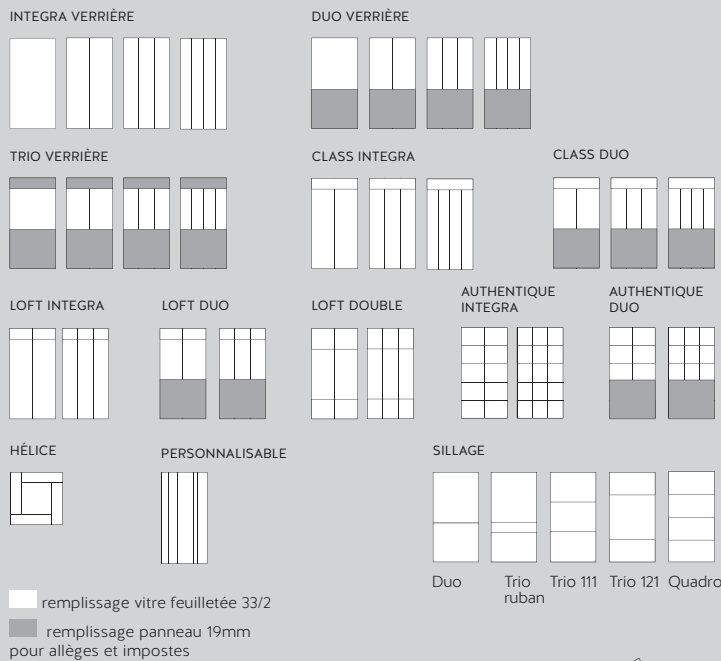 INTEGRA VERRIÈRE
DUO VERRIÈRE
TRIO VERRIÈRE
CLASS INTEGRA
CLASS DUO
LOFT INTEGRA
LOFT DUO
LOFT DOUBLE
AUTHENTIQUE
INTEGRA
AUTHENTIQUE
DUO
HÉLICE
PERSONNALISABLE
SILLAGE
Duo
Trio
ruban
Trio 111
Trio 121
Quadro
remplissage vitre feuilletée 33/2
remplissage panneau 19mm
pour allèges et impostes